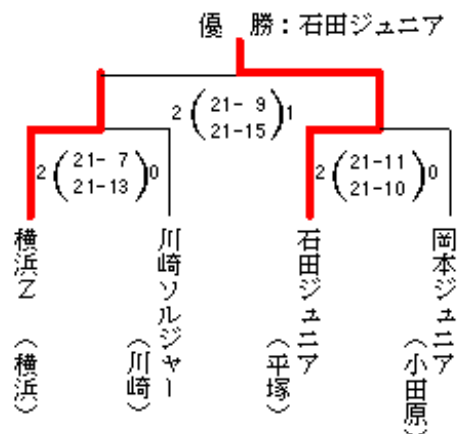 優 勝：石田ジュニア
2 ( 21- 9 ) 1
21-15
2 ( 21- 7 ) 0
21-13
2 ( 21-11 ) 0
21-10
横浜Z （横浜）
川崎ソルジャー （川崎）
石田ジュニア （平塚）
岡本ジュニア （小田原）